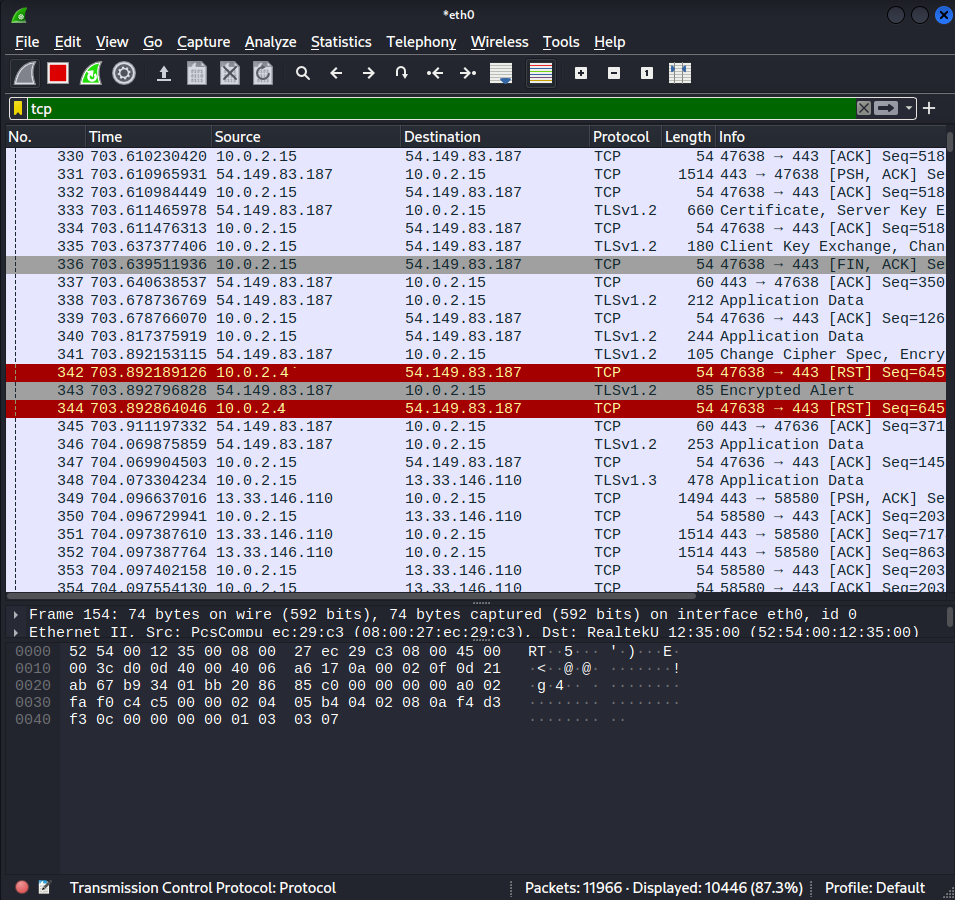 *eth0
File Edit View Go Capture Analyze Statistics Telephony Wireless Tools Help
tcp
No. Time Source Destination Protocol Length Info
330 703.610230420 10.0.2.15 54.149.83.187 TCP 54 47638 → 443 [ACK] Seq=518
331 703.610965931 54.149.83.187 10.0.2.15 TCP 1514 443 → 47638 [PSH, ACK] Se
332 703.610984449 10.0.2.15 54.149.83.187 TCP 54 47638 → 443 [ACK] Seq=518
333 703.611465978 54.149.83.187 10.0.2.15 TLSv1.2 660 Certificate, Server Key E
334 703.611476313 10.0.2.15 54.149.83.187 TCP 54 47638 → 443 [ACK] Seq=518
335 703.637377406 10.0.2.15 54.149.83.187 TLSv1.2 180 Client Key Exchange, Chan
336 703.639511936 10.0.2.15 54.149.83.187 TCP 54 47638 → 443 [FIN, ACK] Se
337 703.640638537 54.149.83.187 10.0.2.15 TCP 60 443 → 47638 [ACK] Seq=350
338 703.678736769 54.149.83.187 10.0.2.15 TLSv1.2 212 Application Data
339 703.678766070 10.0.2.15 54.149.83.187 TCP 54 47636 → 443 [ACK] Seq=126
340 703.817375919 10.0.2.15 54.149.83.187 TLSv1.2 244 Application Data
341 703.892153115 54.149.83.187 10.0.2.15 TLSv1.2 105 Change Cipher Spec, Encry
342 703.892189126 10.0.2.4 54.149.83.187 TCP 54 47638 → 443 [RST] Seq=645
343 703.892796828 54.149.83.187 10.0.2.15 TLSv1.2 85 Encrypted Alert
344 703.892864046 10.0.2.4 54.149.83.187 TCP 54 47638 → 443 [RST] Seq=645
345 703.911197332 54.149.83.187 10.0.2.15 TCP 60 443 → 47636 [ACK] Seq=371
346 704.069875859 54.149.83.187 10.0.2.15 TLSv1.2 253 Application Data
347 704.069904503 10.0.2.15 54.149.83.187 TCP 54 47636 → 443 [ACK] Seq=145
348 704.073304234 10.0.2.15 13.33.146.110 TLSv1.3 478 Application Data
349 704.096637016 13.33.146.110 10.0.2.15 TCP 1494 443 → 58580 [PSH, ACK] Se
350 704.096729941 10.0.2.15 13.33.146.110 TCP 54 58580 → 443 [ACK] Seq=203
351 704.097387610 13.33.146.110 10.0.2.15 TCP 1514 443 → 58580 [ACK] Seq=717
352 704.097387764 13.33.146.110 10.0.2.15 TCP 1514 443 → 58580 [ACK] Seq=863
353 704.097402158 10.0.2.15 13.33.146.110 TCP 54 58580 → 443 [ACK] Seq=203
354 704.097554130 10.0.2.15 13.33.146.110 TCP 54 58580 → 443 [ACK] Seq=203
Frame 154: 74 bytes on wire (592 bits), 74 bytes captured (592 bits) on interface eth0, id 0
Ethernet II, Src: PcsCompu_ec:29:c3 (08:00:27:ec:29:c3), Dst: RealtekU_12:35:00 (52:54:00:12:35:00)
0000 52 54 00 12 35 00 08 00 27 ec 29 c3 08 00 45 00 RT··5··· '·)···E·
0010 00 3c d0 0d 40 00 40 06 a6 17 0a 00 02 0f 0d 21 ·<··@·@· ·······!
0020 ab 67 b9 34 01 bb 20 86 85 c0 00 00 00 00 a0 02 ·g·4·· · ········
0030 fa f0 c4 c5 00 00 02 04 05 b4 04 02 08 0a f4 d3 ········ ········
0040 f3 0c 00 00 00 00 01 03 03 07 ········ ··
Transmission Control Protocol: Protocol Packets: 11966 · Displayed: 10446 (87.3%) Profile: Default